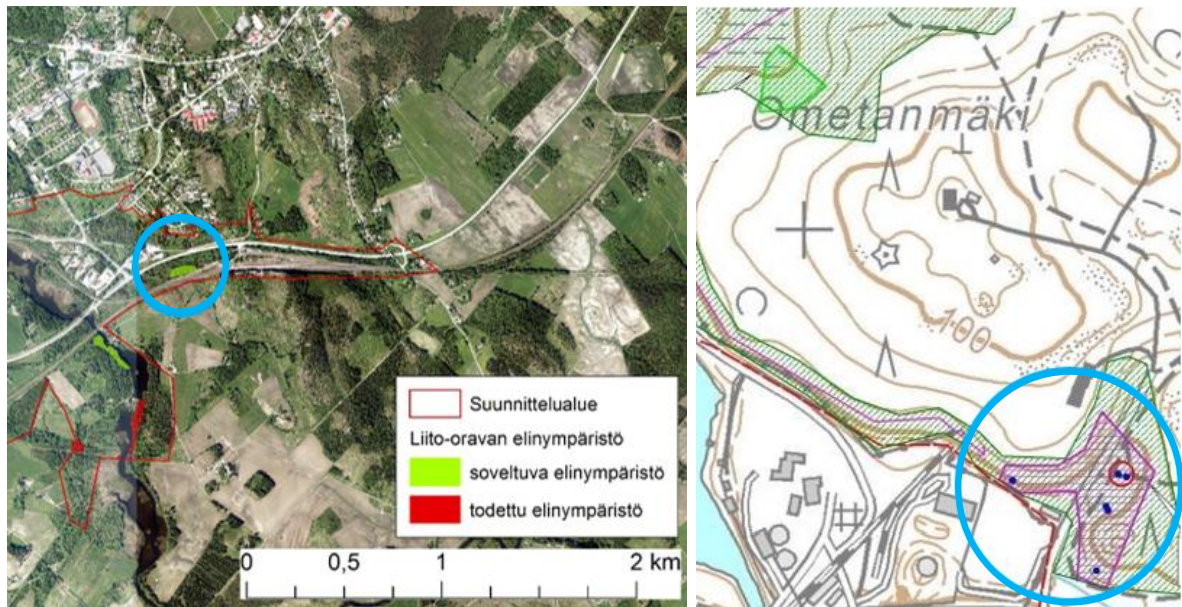 Suunnittelualue
Liito-oravan elinympäristö
soveltuva elinympäristö
todettu elinympäristö
0 0,5 1 2 km
Ometanmäki
100